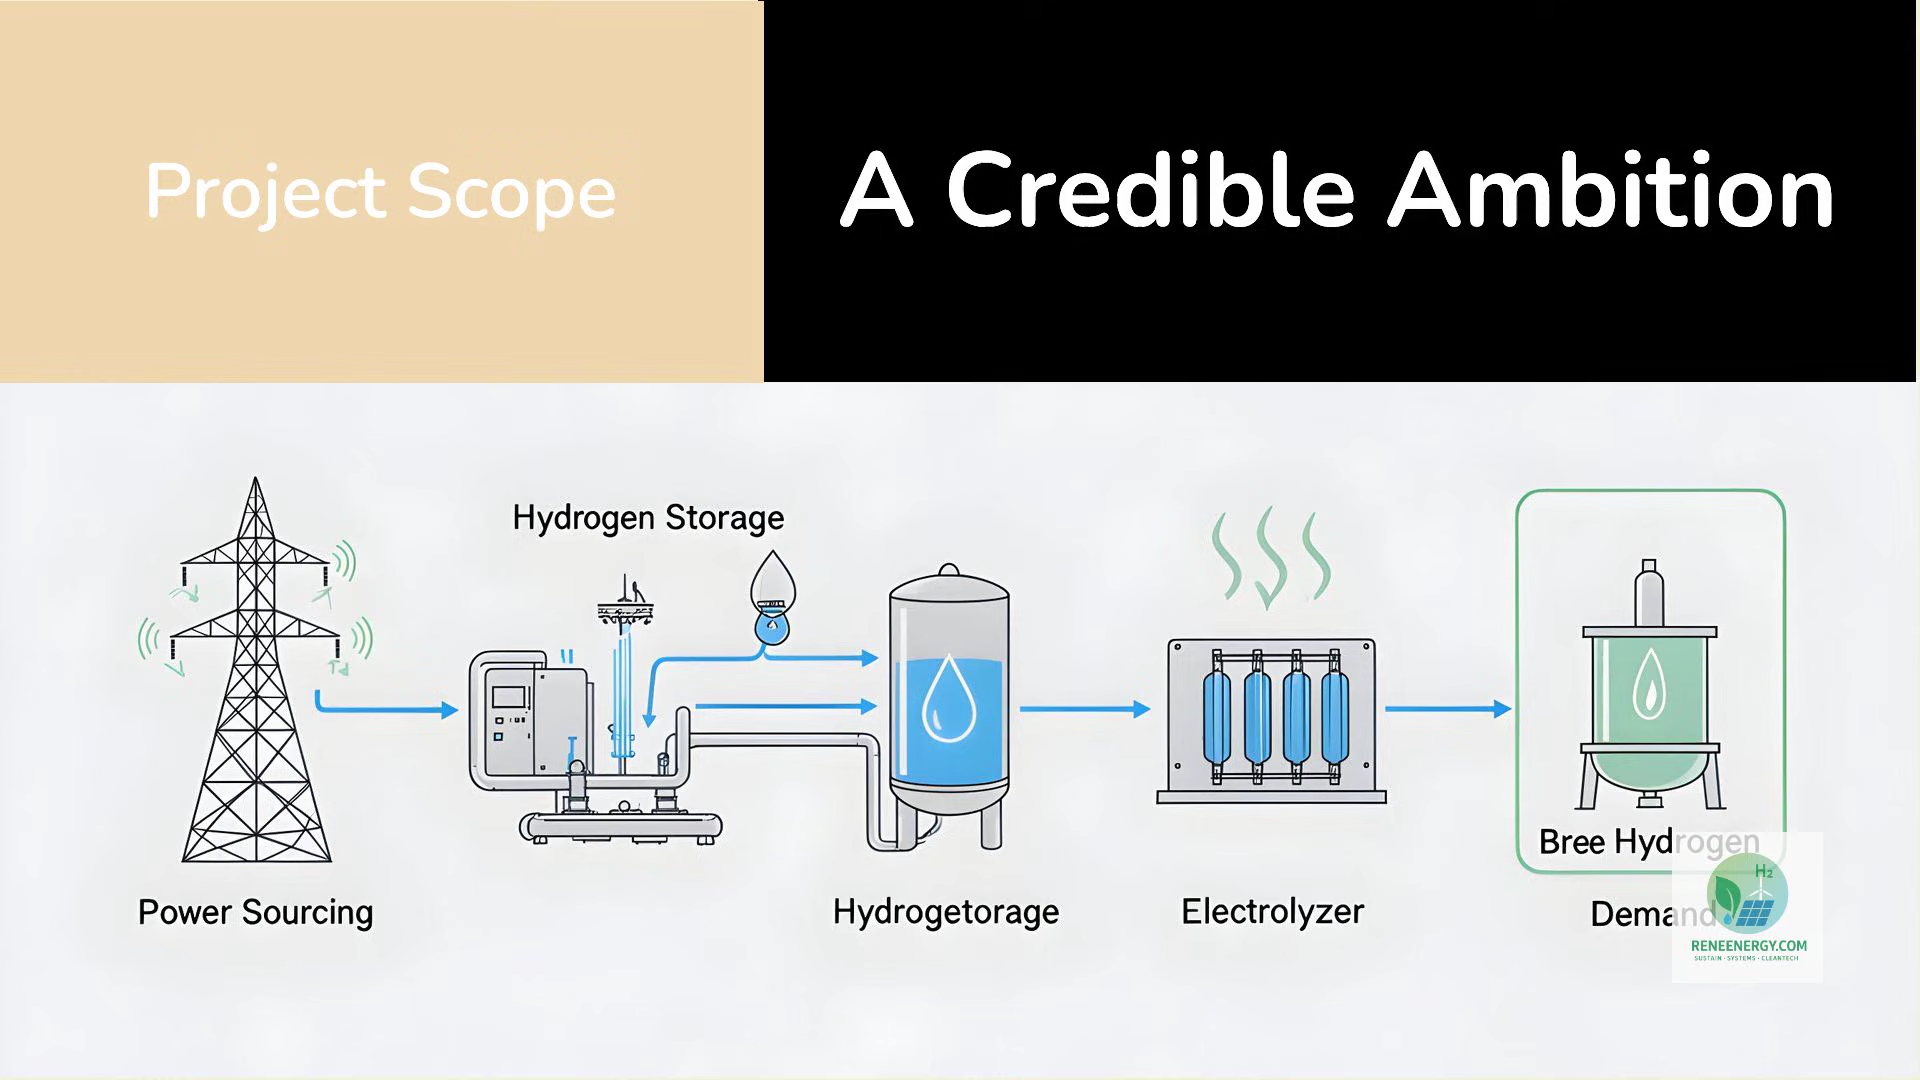 Project Scope
A Credible Ambition
Hydrogen Storage
Power Sourcing
Hydrogetorage
Electrolyzer
Bree Hydrogen
Demand
H₂
RENEENERGY.COM
SUSTAIN · SYSTEMS · CLEANTECH